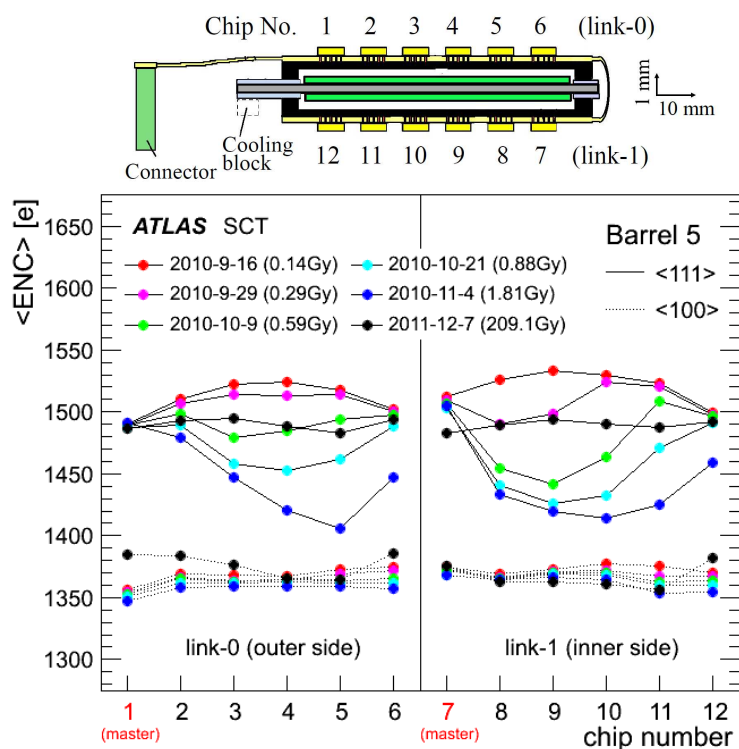 Chip No. 1 2 3 4 5 6 (link-0)
1 mm
10 mm
Cooling
block
Connector
12 11 10 9 8 7 (link-1)
<ENC> [e]
1650
1600
1550
1500
1450
1400
1350
1300
ATLAS SCT
Barrel 5
2010-9-16 (0.14Gy) 2010-10-21 (0.88Gy)
<111>
2010-9-29 (0.29Gy) 2010-11-4 (1.81Gy)
<100>
2010-10-9 (0.59Gy) 2011-12-7 (209.1Gy)
link-0 (outer side) link-1 (inner side)
1 2 3 4 5 6 7 8 9 10 11 12
(master) (master) chip number